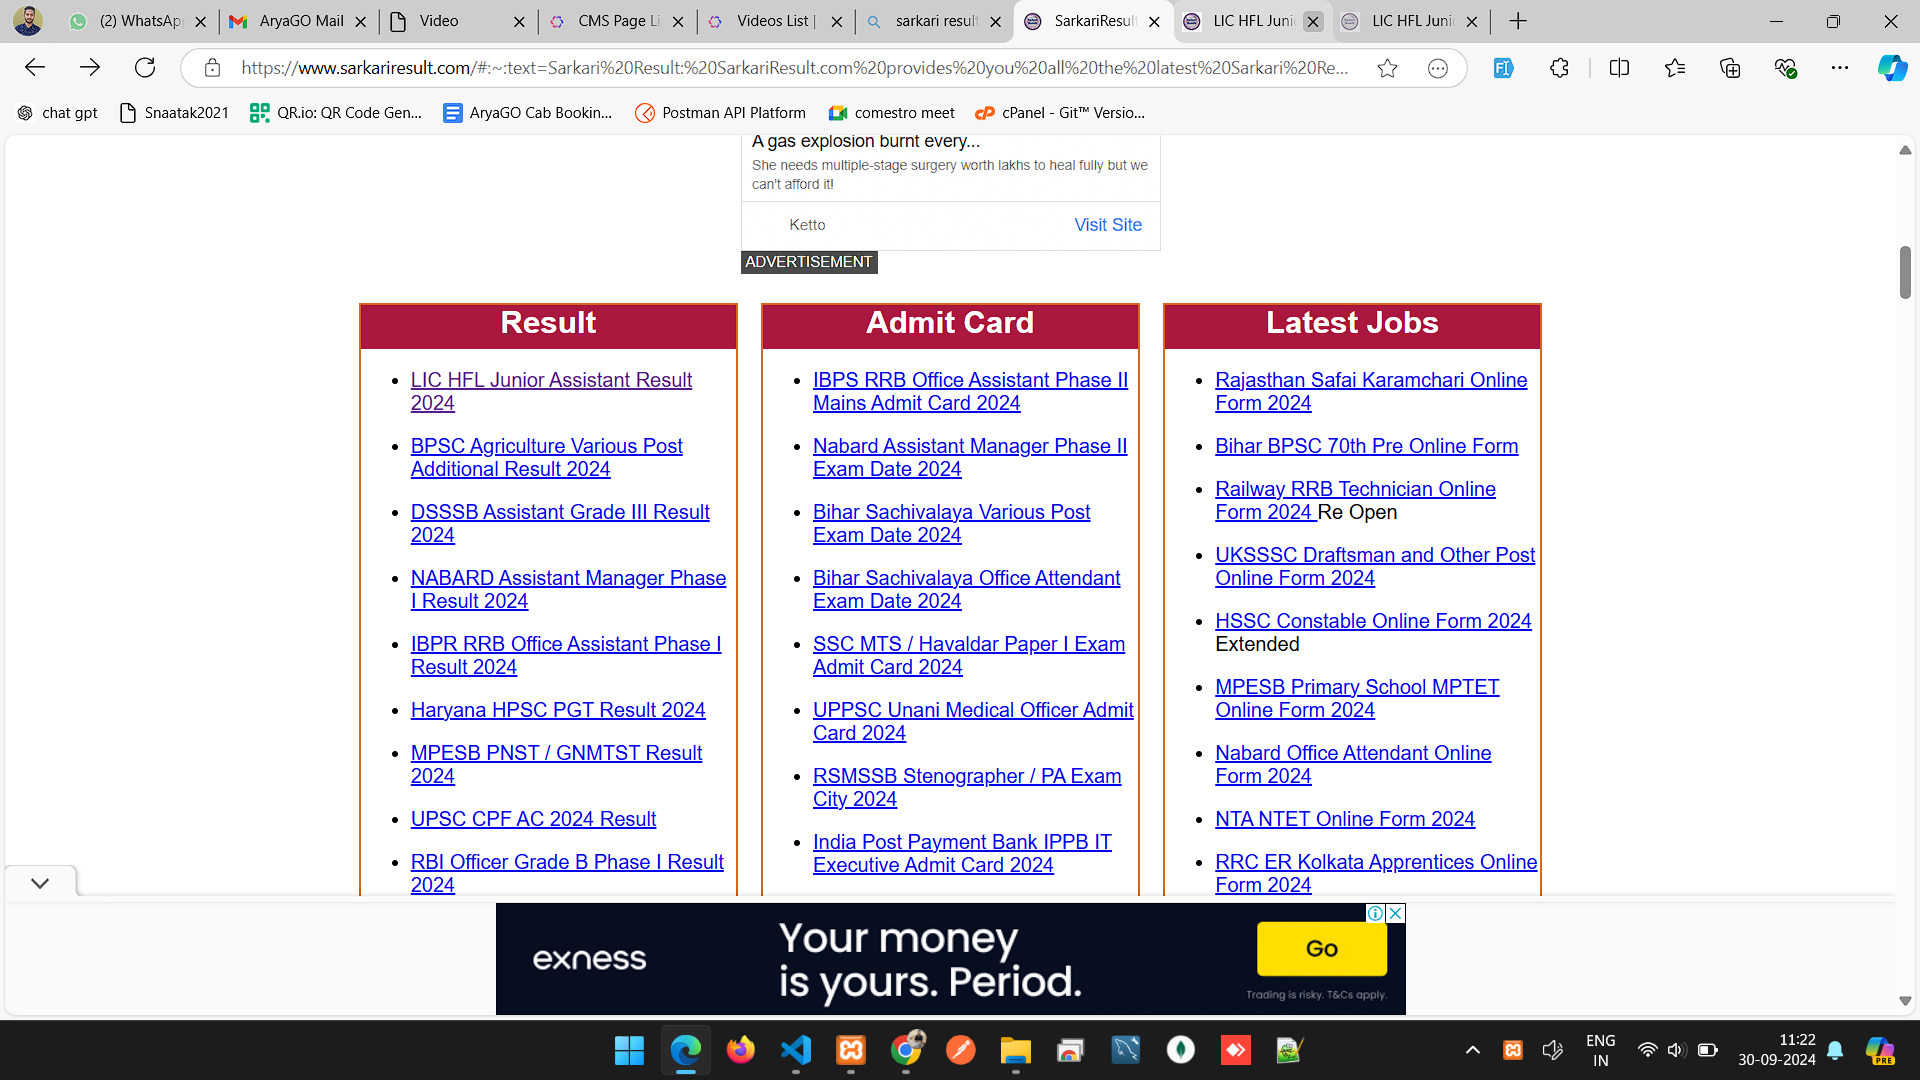 (2) WhatsAp
AryaGO Mail
Video
CMS Page Li
Videos List |
sarkari result
SarkariResult
LIC HFL Juni
LIC HFL Juni
https://www.sarkariresult.com/#:~:text=Sarkari%20Result:%20SarkariResult.com%20provides%20you%20all%20the%20latest%20Sarkari%20Re...
chat gpt
Snaatak2021
QR.io: QR Code Gen...
AryaGO Cab Bookin...
Postman API Platform
comestro meet
cPanel - Git™ Versio...
A gas explosion burnt every...
She needs multiple-stage surgery worth lakhs to heal fully but we
can't afford it!
Ketto
Visit Site
ADVERTISEMENT
Result
LIC HFL Junior Assistant Result
2024
BPSC Agriculture Various Post
Additional Result 2024
DSSSB Assistant Grade III Result
2024
NABARD Assistant Manager Phase
I Result 2024
IBPR RRB Office Assistant Phase I
Result 2024
Haryana HPSC PGT Result 2024
MPESB PNST / GNMTST Result
2024
UPSC CPF AC 2024 Result
RBI Officer Grade B Phase I Result
2024
Admit Card
IBPS RRB Office Assistant Phase II
Mains Admit Card 2024
Nabard Assistant Manager Phase II
Exam Date 2024
Bihar Sachivalaya Various Post
Exam Date 2024
Bihar Sachivalaya Office Attendant
Exam Date 2024
SSC MTS / Havaldar Paper I Exam
Admit Card 2024
UPPSC Unani Medical Officer Admit
Card 2024
RSMSSB Stenographer / PA Exam
City 2024
India Post Payment Bank IPPB IT
Executive Admit Card 2024
Latest Jobs
Rajasthan Safai Karamchari Online
Form 2024
Bihar BPSC 70th Pre Online Form
Railway RRB Technician Online
Form 2024 Re Open
UKSSSC Draftsman and Other Post
Online Form 2024
HSSC Constable Online Form 2024
Extended
MPESB Primary School MPTET
Online Form 2024
Nabard Office Attendant Online
Form 2024
NTA NTET Online Form 2024
RRC ER Kolkata Apprentices Online
Form 2024
exness
Your money
is yours. Period.
Go
Trading is risky. T&Cs apply.
ENG
IN
11:22
30-09-2024
PRE